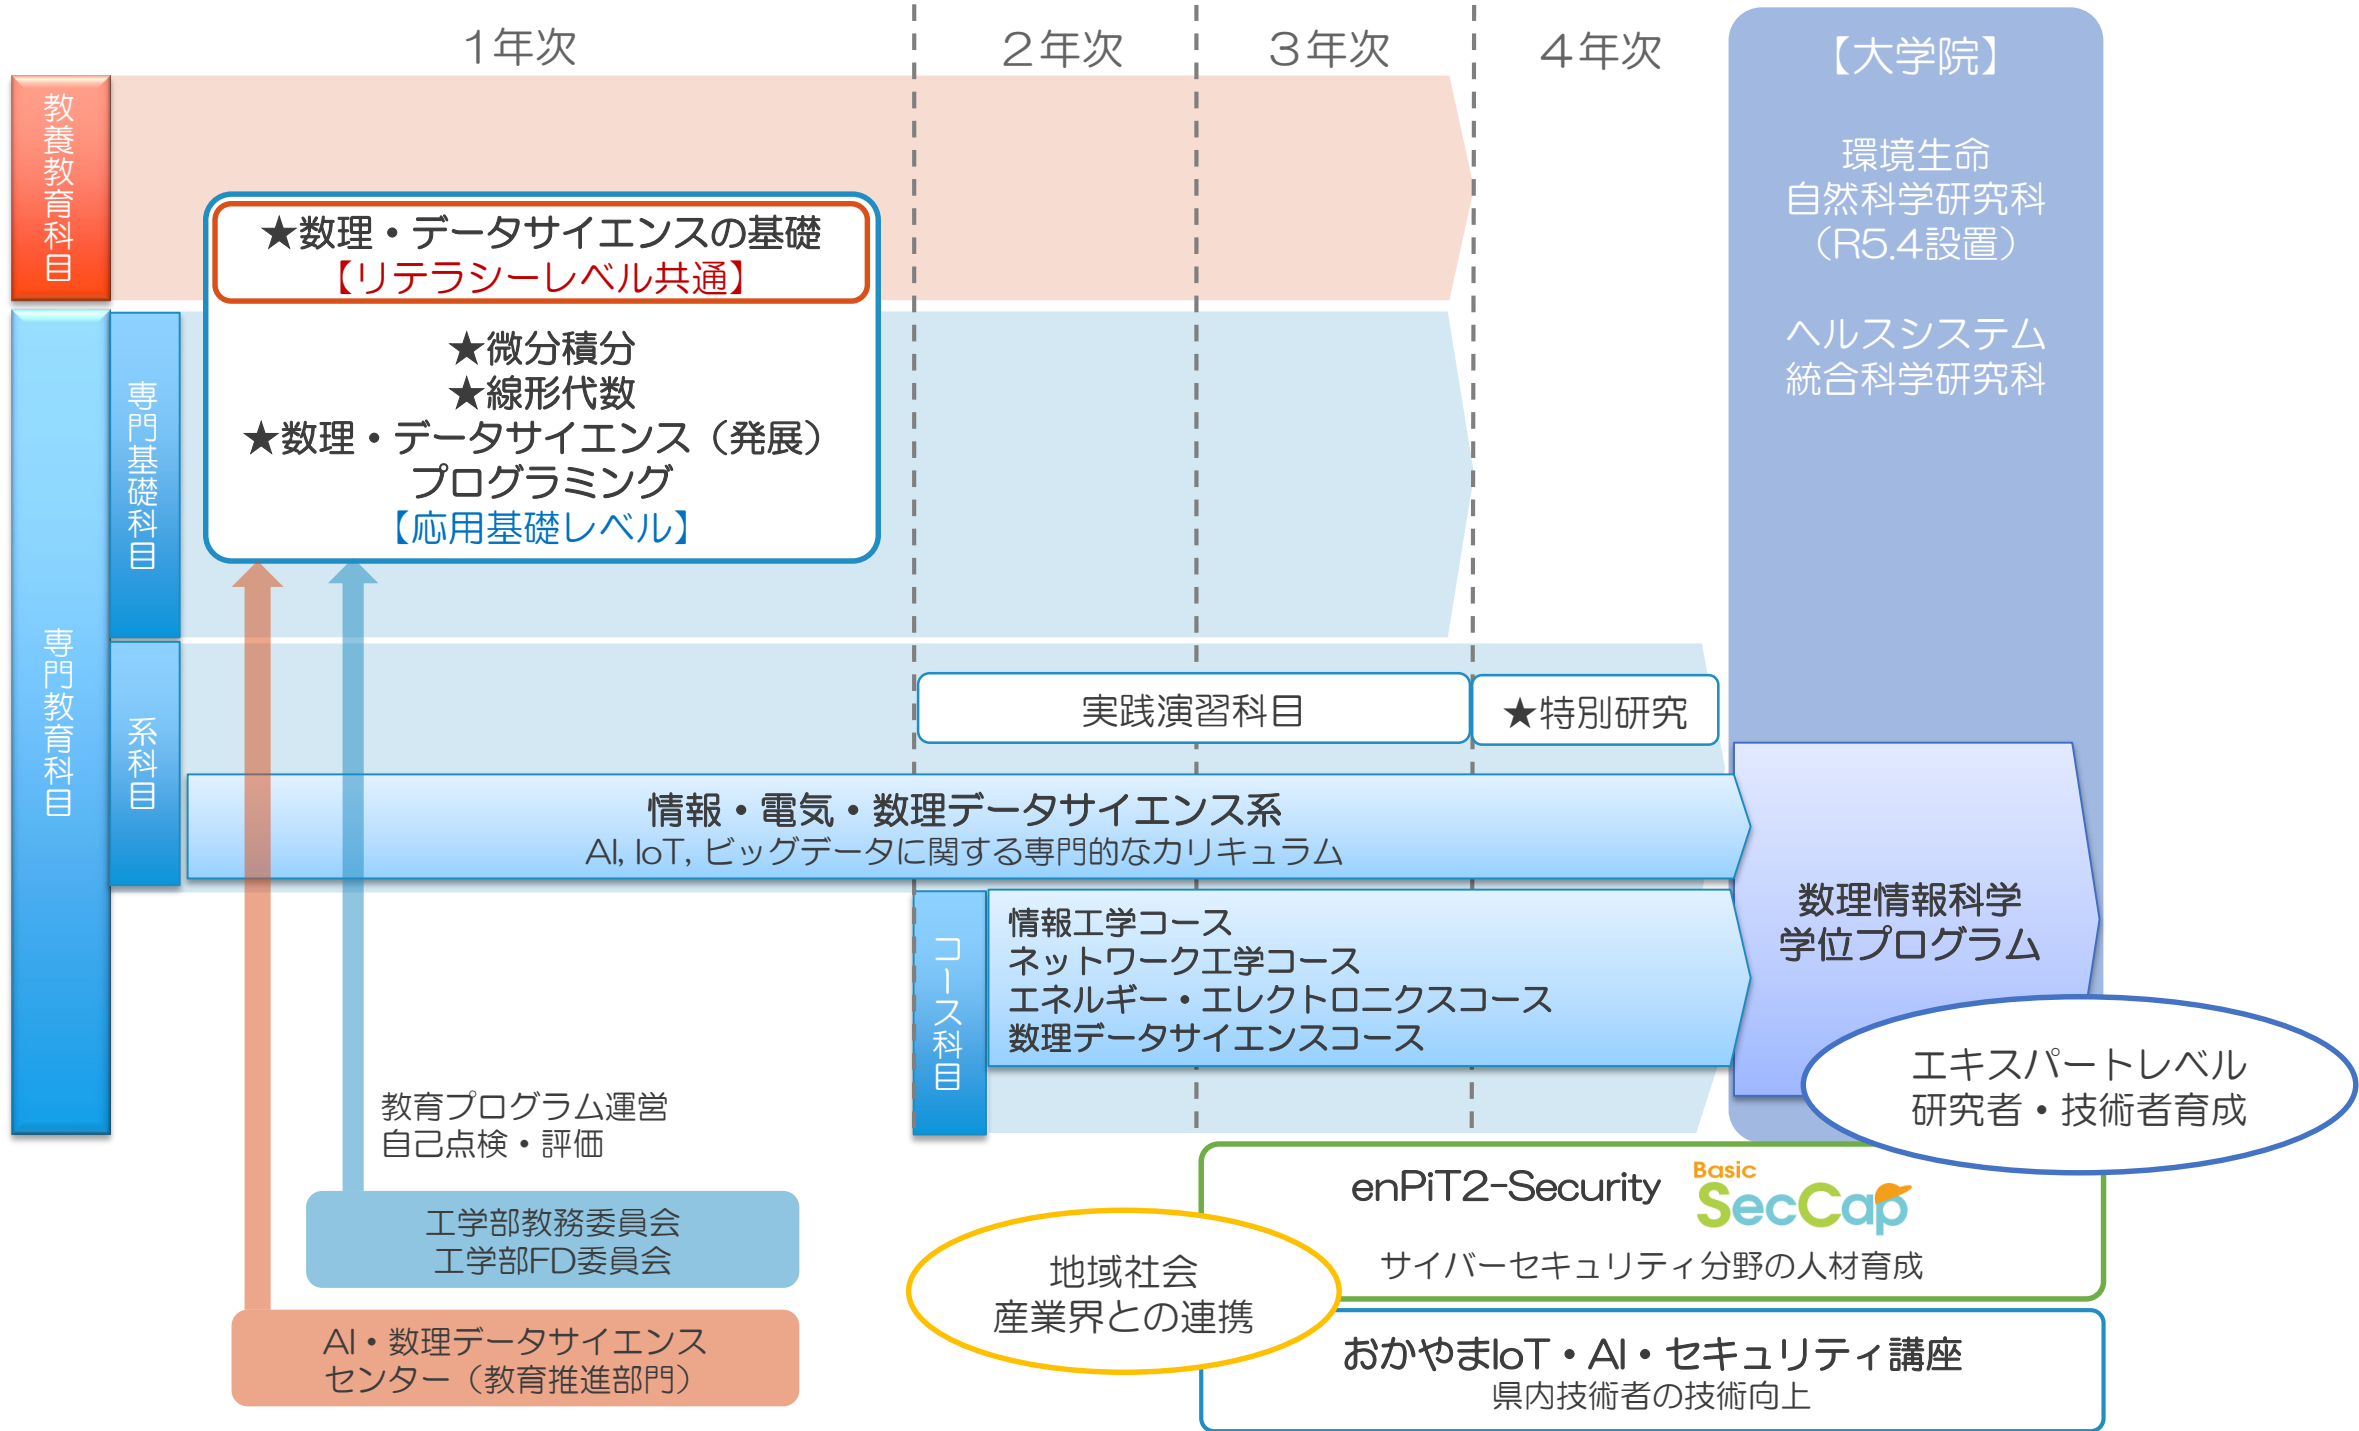 1年次
2年次
3年次
4年次
【大学院】
環境生命
自然科学研究科
（R5.4設置）
ヘルスシステム
統合科学研究科
教養教育科目
★数理・データサイエンスの基礎
【リテラシーレベル共通】
★微分積分
★線形代数
★数理・データサイエンス（発展）
プログラミング
【応用基礎レベル】
専門教育科目
専門基礎科目
系科目
実践演習科目
★特別研究
情報・電気・数理データサイエンス系
AI, IoT, ビッグデータに関する専門的なカリキュラム
コース科目
情報工学コース
ネットワーク工学コース
エネルギー・エレクトロニクスコース
数理データサイエンスコース
数理情報科学
学位プログラム
エキスパートレベル
研究者・技術者育成
教育プログラム運営
自己点検・評価
工学部教務委員会
工学部FD委員会
AI・数理データサイエンス
センター（教育推進部門）
地域社会
産業界との連携
enPiT2-Security
Basic
SecCap
サイバーセキュリティ分野の人材育成
おかやまIoT・AI・セキュリティ講座
県内技術者の技術向上